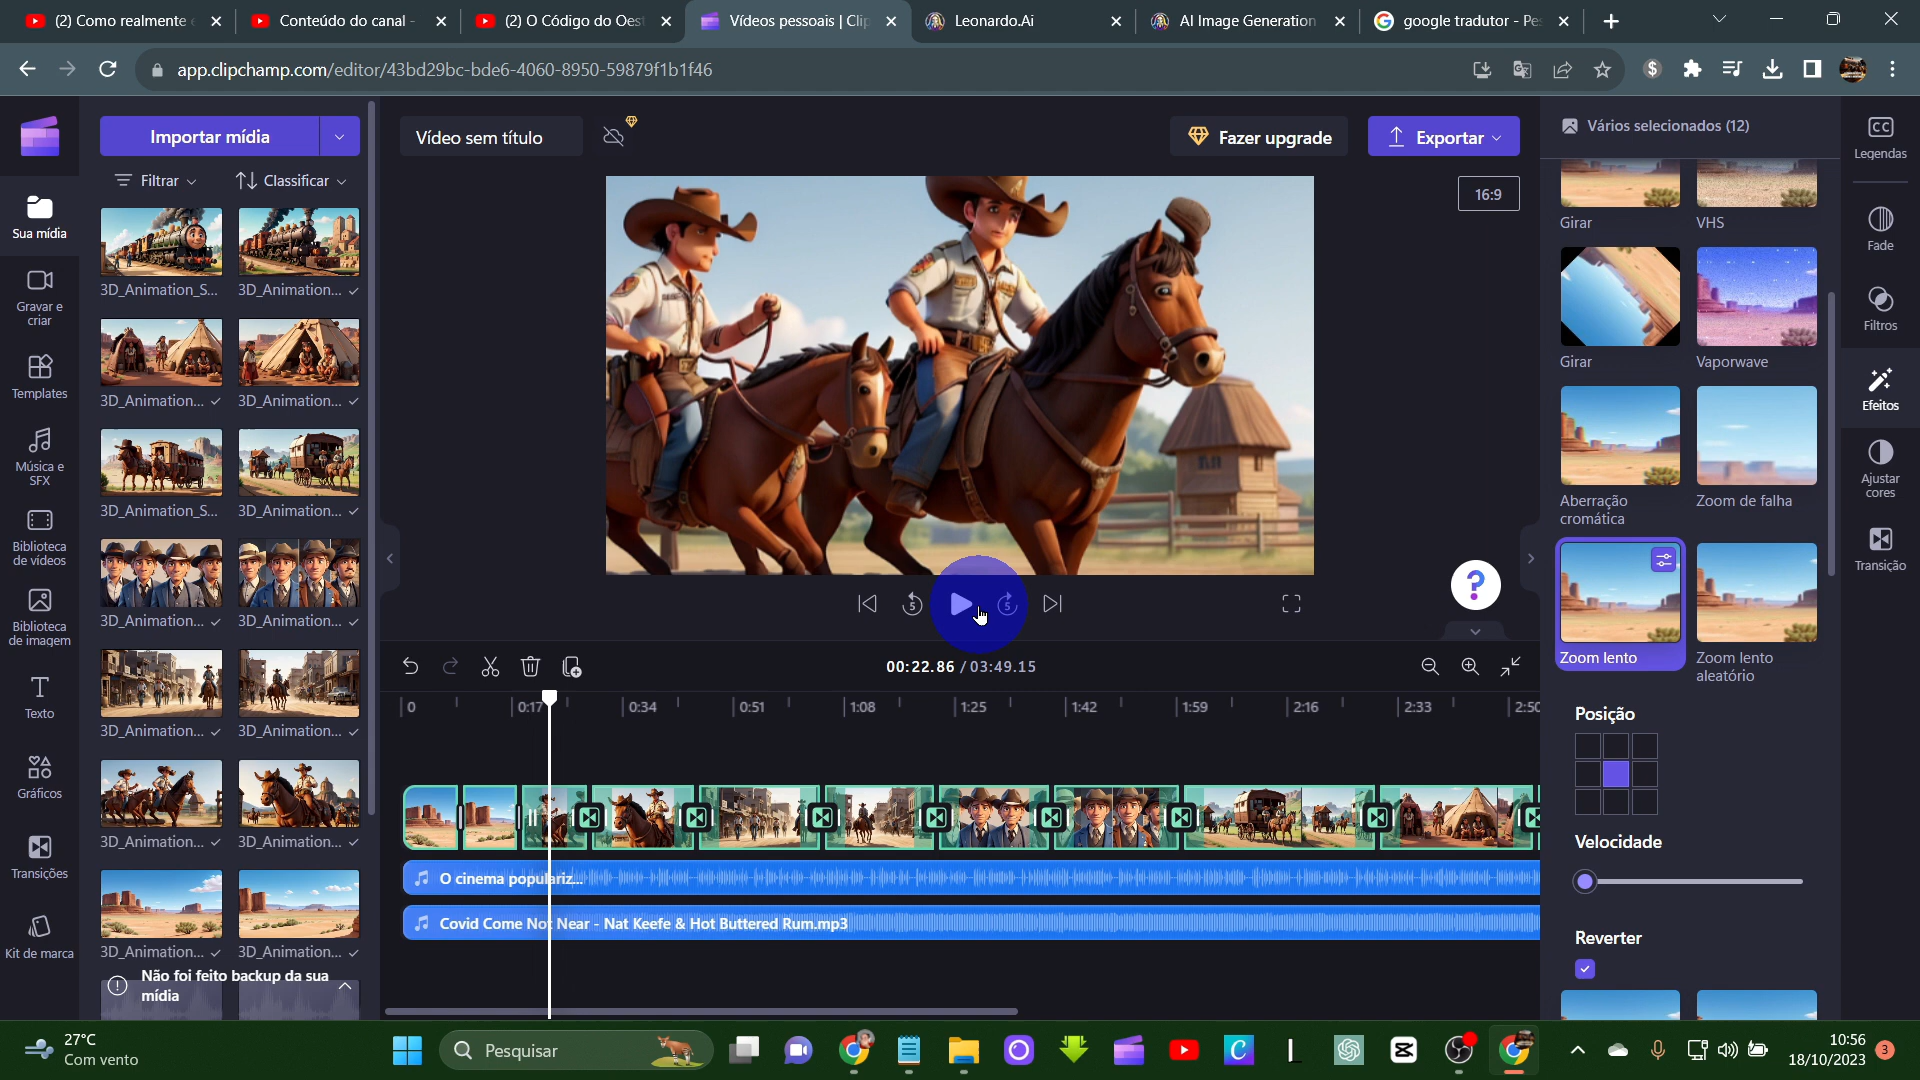 (2) Como realmente
Conteúdo do canal -
(2) O Código do Oest
Vídeos pessoais | Clip
Leonardo.Ai
AI Image Generation
google tradutor - Pes
app.clipchamp.com/editor/43bd29bc-bde6-4060-8950-59879f1b1f46
Importar mídia
Vídeo sem título
Fazer upgrade
Exportar
Vários selecionados (12)
Legendas
Filtrar
Classificar
16:9
Sua mídia
Gravar e
criar
Templates
Música e
SFX
Biblioteca
de vídeos
Biblioteca
de imagem
Texto
Gráficos
Transições
Kit de marca
3D_Animation_S...
3D_Animation...
3D_Animation...
3D_Animation...
3D_Animation_S...
3D_Animation...
3D_Animation...
3D_Animation...
3D_Animation...
3D_Animation...
3D_Animation...
3D_Animation...
3D_Animation...
3D_Animation...
Não foi feito backup da sua
mídia
5
5
?
00:22.86 / 03:49.15
0
0:17
0:34
0:51
1:08
1:25
1:42
1:59
2:16
2:33
2:50
O cinema populariz...
Covid Come Not Near - Nat Keefe & Hot Buttered Rum.mp3
Girar
VHS
Girar
Vaporwave
Aberração
cromática
Zoom de falha
Zoom lento
Zoom lento
aleatório
Posição
Velocidade
Reverter
CC
Fade
Filtros
Efeitos
Ajustar
cores
Transição
27°C
Com vento
Pesquisar
10:56
18/10/2023
3